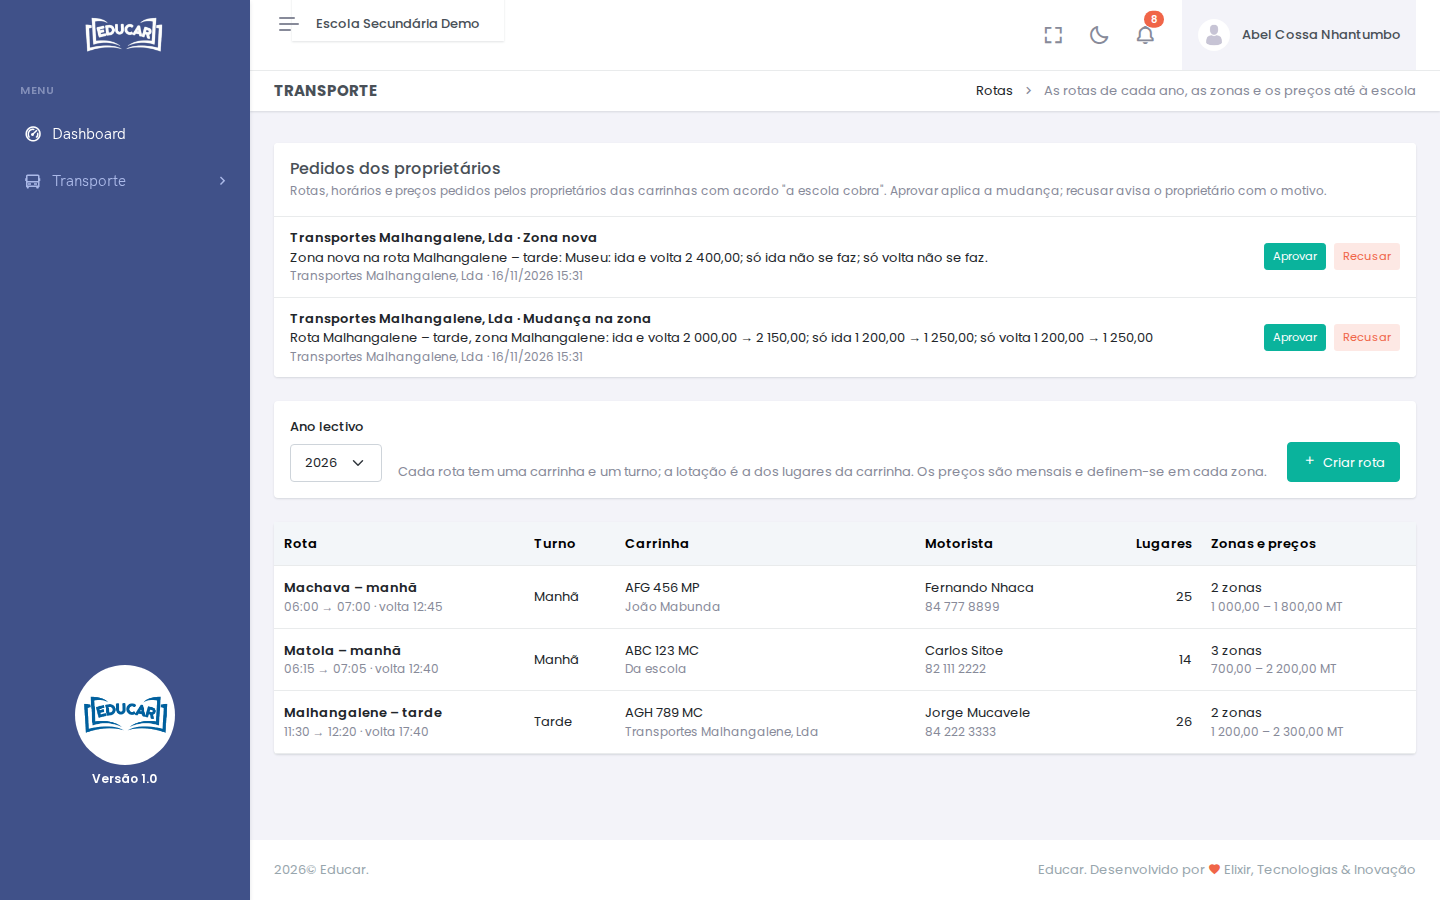 EDUCAR
Escola Secundária Demo
8
Abel Cossa Nhantumbo
MENU
Dashboard
Transporte
TRANSPORTE
Rotas > As rotas de cada ano, as zonas e os preços até à escola
Pedidos dos proprietários
Rotas, horários e preços pedidos pelos proprietários das carrinhas com acordo "a escola cobra". Aprovar aplica a mudança; recusar avisa o proprietário com o motivo.
Transportes Malhangalene, Lda · Zona nova
Zona nova na rota Malhangalene – tarde: Museu: ida e volta 2 400,00; só ida não se faz; só volta não se faz.
Transportes Malhangalene, Lda · 16/11/2026 15:31
Aprovar Recusar
Transportes Malhangalene, Lda · Mudança na zona
Rota Malhangalene – tarde, zona Malhangalene: ida e volta 2 000,00 → 2 150,00; só ida 1 200,00 → 1 250,00; só volta 1 200,00 → 1 250,00
Transportes Malhangalene, Lda · 16/11/2026 15:31
Aprovar Recusar
Ano lectivo
2026
Cada rota tem uma carrinha e um turno; a lotação é a dos lugares da carrinha. Os preços são mensais e definem-se em cada zona.
+ Criar rota
Rota Turno Carrinha Motorista Lugares Zonas e preços
Machava – manhã Manhã AFG 456 MP Fernando Nhaca 25 2 zonas
06:00 → 07:00 · volta 12:45 João Mabunda 84 777 8899 1 000,00 – 1 800,00 MT
Matola – manhã Manhã ABC 123 MC Carlos Sitoe 14 3 zonas
06:15 → 07:05 · volta 12:40 Da escola 82 111 2222 700,00 – 2 200,00 MT
Malhangalene – tarde Tarde AGH 789 MC Jorge Mucavele 26 2 zonas
11:30 → 12:20 · volta 17:40 Transportes Malhangalene, Lda 84 222 3333 1 200,00 – 2 300,00 MT
EDUCAR
Versão 1.0
2026© Educar.
Educar. Desenvolvido por ❤ Elixir, Tecnologias & Inovação